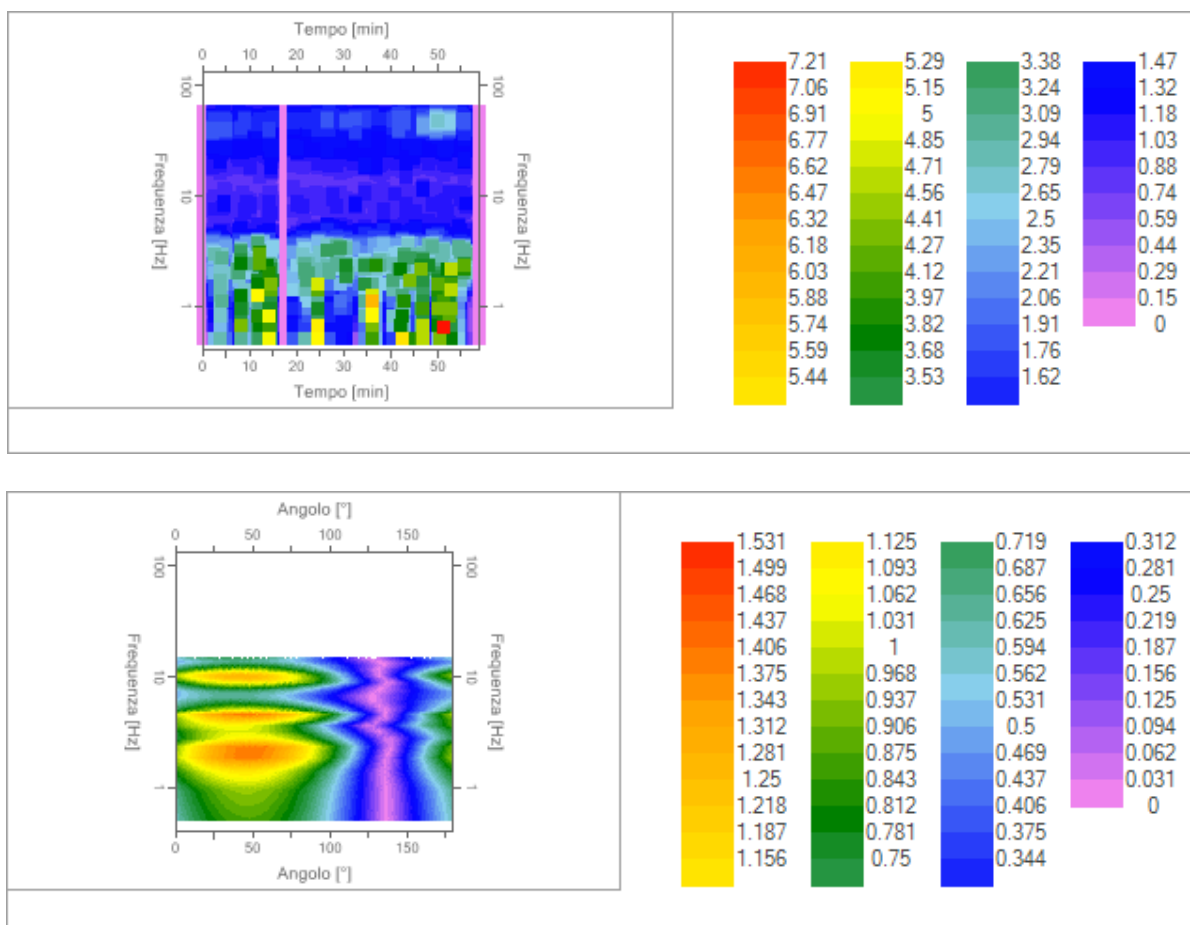 Tempo [min]
0 10 20 30 40 50
100 100
Frequenza [Hz] Frequenza [Hz]
10 10
1 1
0 10 20 30 40 50
Tempo [min]
7.21 5.29 3.38 1.47
7.06 5.15 3.24 1.32
6.91 5 3.09 1.18
6.77 4.85 2.94 1.03
6.62 4.71 2.79 0.88
6.47 4.56 2.65 0.74
6.32 4.41 2.5 0.59
6.18 4.27 2.35 0.44
6.03 4.12 2.21 0.29
5.88 3.97 2.06 0.15
5.74 3.82 1.91 0
5.59 3.68 1.76
5.44 3.53 1.62
Angolo [°]
0 50 100 150
100 100
Frequenza [Hz] Frequenza [Hz]
10 10
1 1
0 50 100 150
Angolo [°]
1.531 1.125 0.719 0.312
1.499 1.093 0.687 0.281
1.468 1.062 0.656 0.25
1.437 1.031 0.625 0.219
1.406 1 0.594 0.187
1.375 0.968 0.562 0.156
1.343 0.937 0.531 0.125
1.312 0.906 0.5 0.094
1.281 0.875 0.469 0.062
1.25 0.843 0.437 0.031
1.218 0.812 0.406 0
1.187 0.781 0.375
1.156 0.75 0.344